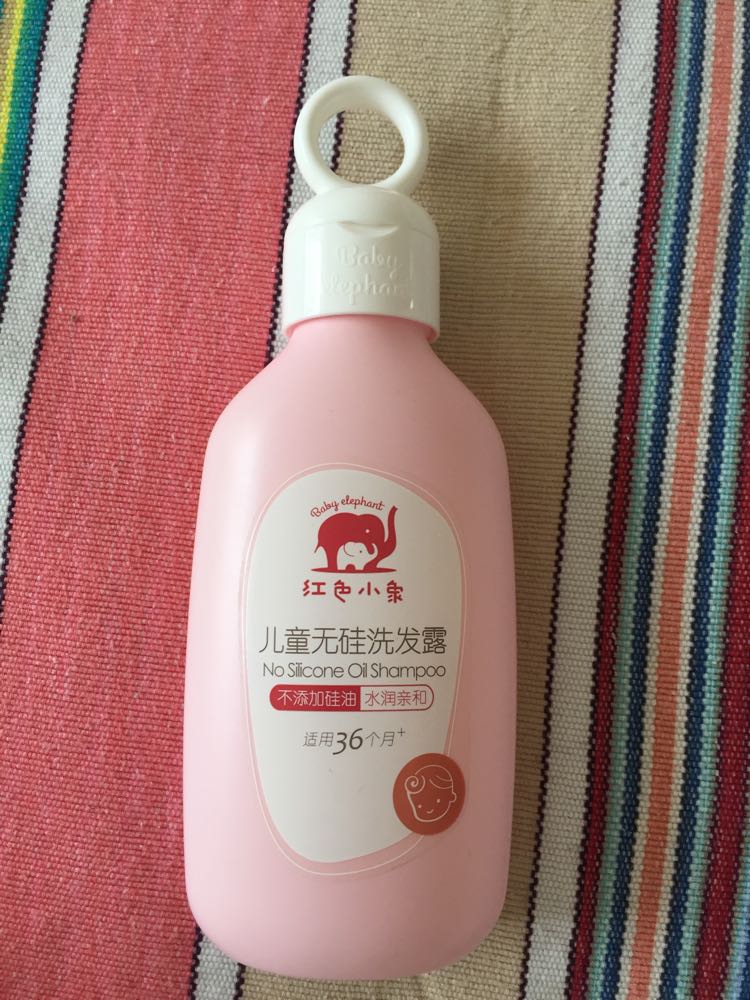 Baby
elephant
Baby elephant
红色小象
儿童无硅洗发露
No Silicone Oil Shampoo
不添加硅油 水润亲和
适用36个月+